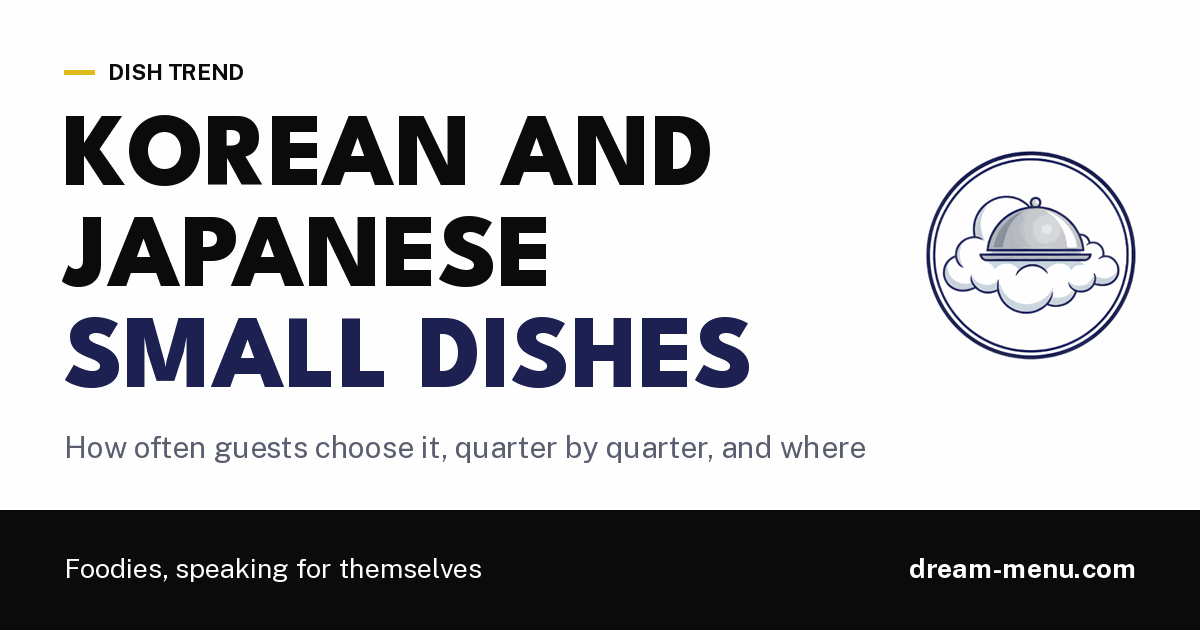 DISH TREND
KOREAN AND
JAPANESE
SMALL DISHES
How often guests choose it, quarter by quarter, and where
Foodies, speaking for themselves
dream-menu.com